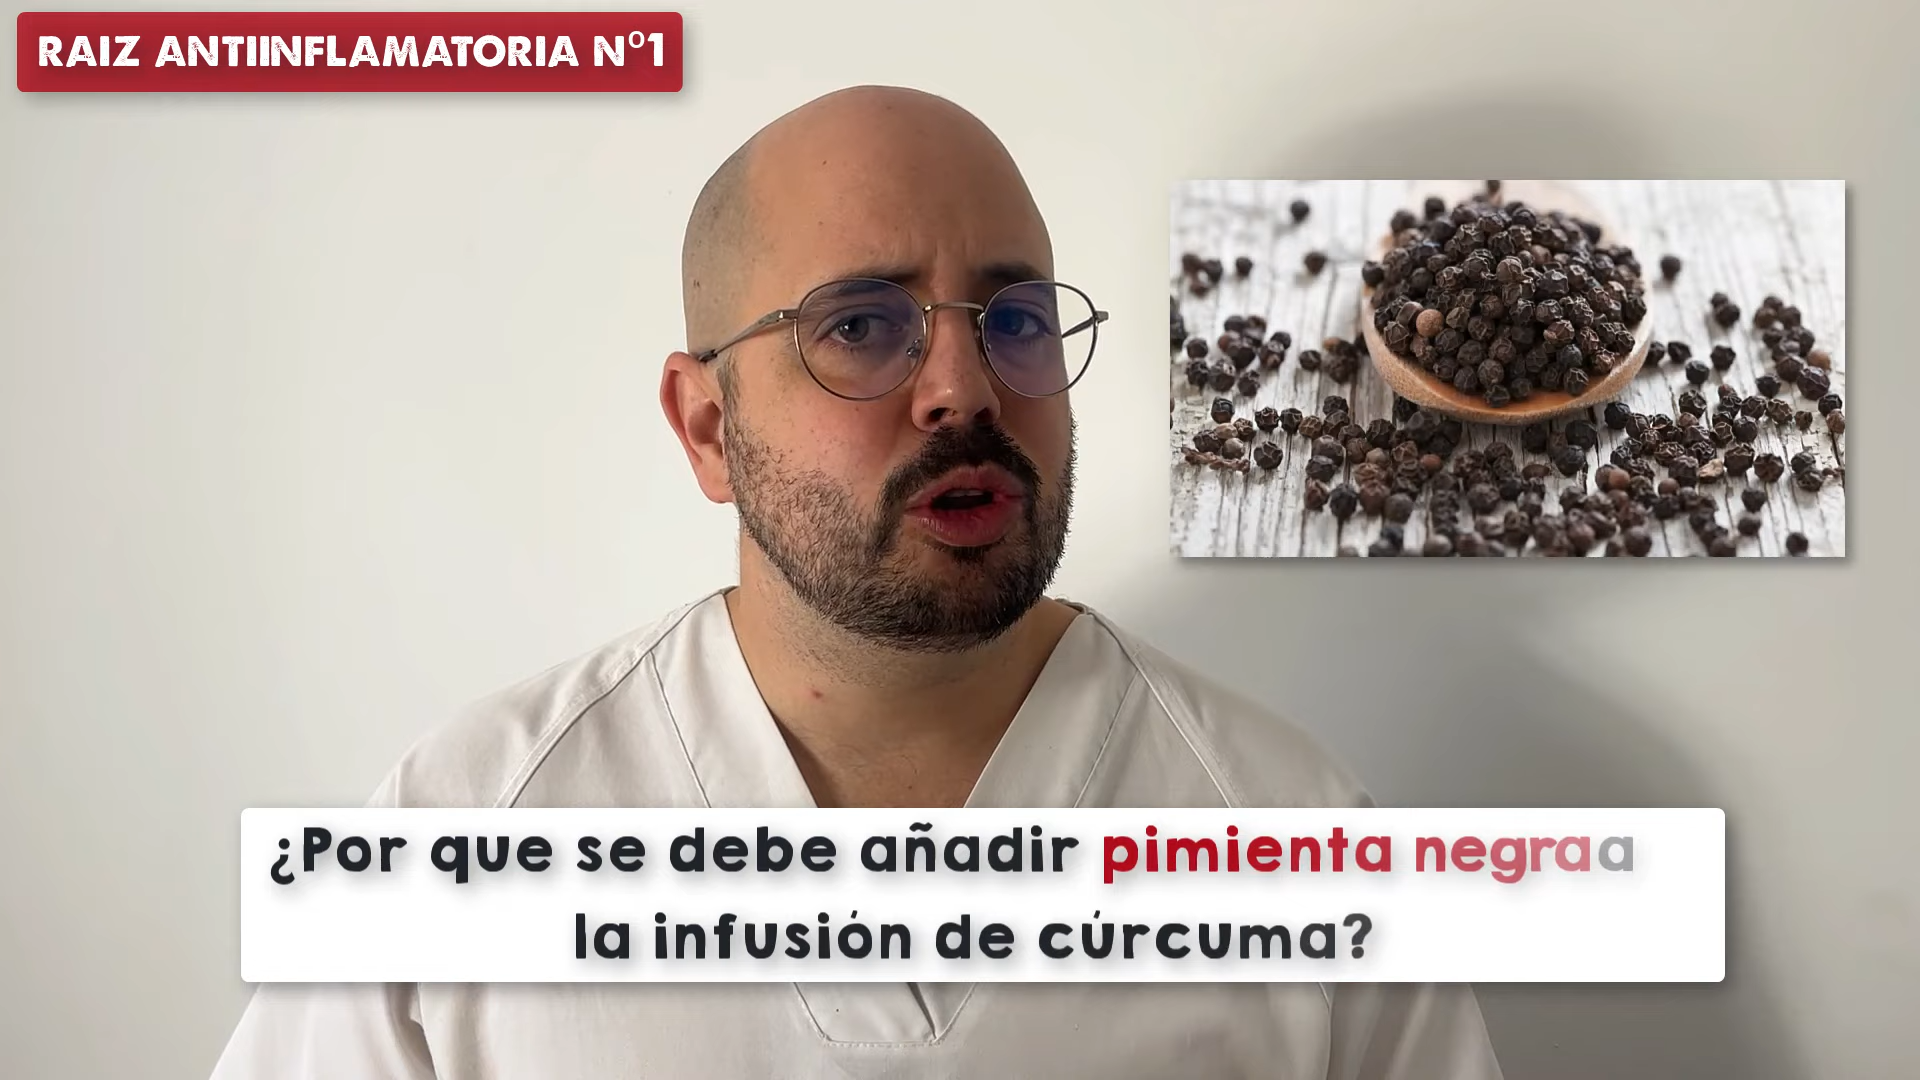 RAIZ ANTIINFLAMATORIA Nº1
¿Por que se debe añadir pimienta negra a
la infusión de cúrcuma?